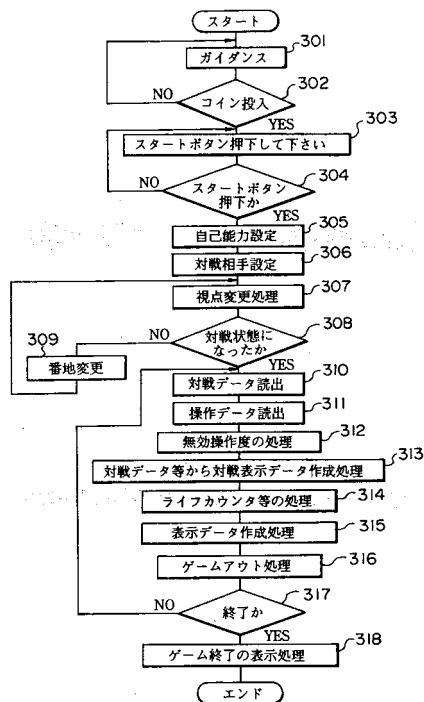 スタート
301
ガイダンス
302
コイン投入
NO
YES
303
スタートボタン押下して下さい
304
スタートボタン
押下か
NO
YES
305
自己能力設定
306
対戦相手設定
307
視点変更処理
308
対戦状態に
なったか
NO
309
番地変更
YES
310
対戦データ読出
311
操作データ読出
312
無効操作度の処理
313
対戦データ等から対戦表示データ作成処理
314
ライフカウンタ等の処理
315
表示データ作成処理
316
ゲームアウト処理
317
終了か
NO
YES
318
ゲーム終了の表示処理
エンド